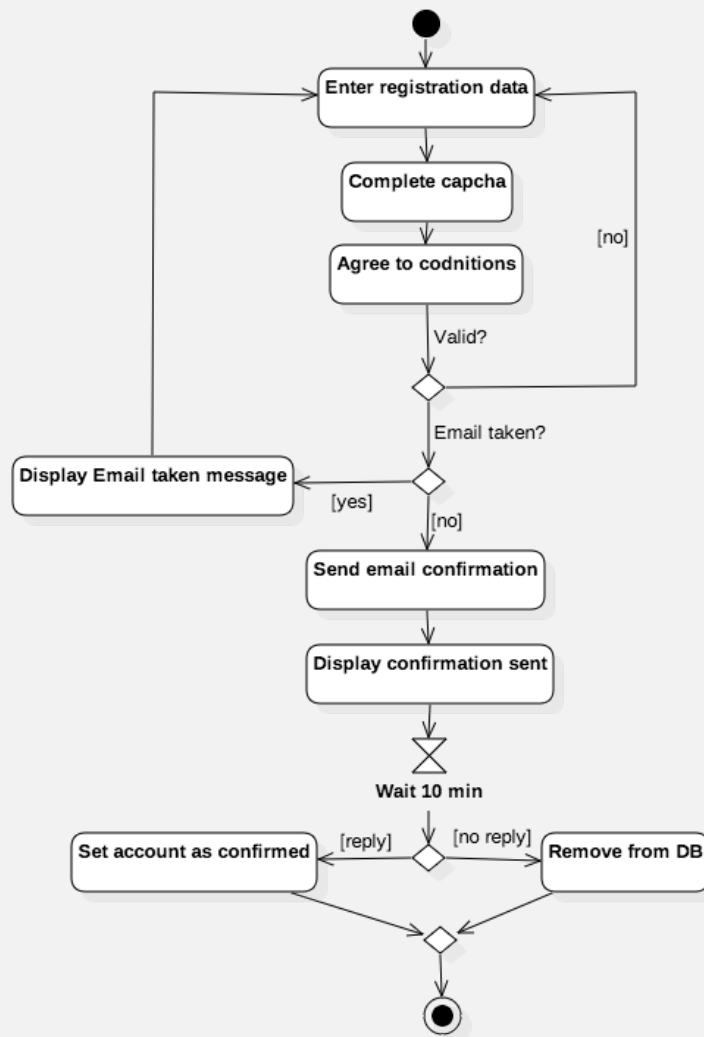 Enter registration data
Complete capcha
[no]
Agree to codnitions
Valid?
Email taken?
Display Email taken message
[yes]
[no]
Send email confirmation
Display confirmation sent
Wait 10 min
[reply]
[no reply]
Set account as confirmed
Remove from DB